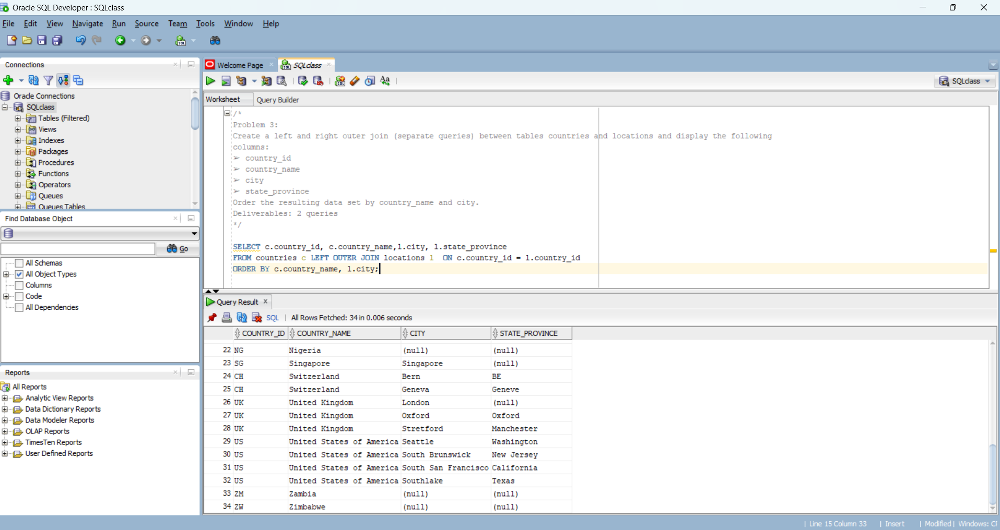 Oracle SQL Developer : SQLclass
File Edit View Navigate Run Source Team Tools Window Help
Connections
Oracle Connections
SQLclass
Tables (Filtered)
Views
Indexes
Packages
Procedures
Functions
Operators
Queues
Queues Tables
Find Database Object
Go
All Schemas
All Object Types
Columns
Code
All Dependencies
Reports
All Reports
Analytic View Reports
Data Dictionary Reports
Data Modeler Reports
OLAP Reports
TimesTen Reports
User Defined Reports
Welcome Page SQLclass
SQLclass
Worksheet Query Builder
/*
Problem 3:
Create a left and right outer join (separate queries) between tables countries and locations and display the following
columns:
➢ country_id
➢ country_name
➢ city
➢ state_province
Order the resulting data set by country_name and city.
Deliverables: 2 queries
*/
SELECT c.country_id, c.country_name,l.city, l.state_province
FROM countries c LEFT OUTER JOIN locations l  ON c.country_id = l.country_id
ORDER BY c.country_name, l.city;
Query Result
SQL | All Rows Fetched: 34 in 0.006 seconds
COUNTRY_ID COUNTRY_NAME CITY STATE_PROVINCE
22 NG Nigeria (null) (null)
23 SG Singapore Singapore (null)
24 CH Switzerland Bern BE
25 CH Switzerland Geneva Geneve
26 UK United Kingdom London (null)
27 UK United Kingdom Oxford Oxford
28 UK United Kingdom Stretford Manchester
29 US United States of America Seattle Washington
30 US United States of America South Brunswick New Jersey
31 US United States of America South San Francisco California
32 US United States of America Southlake Texas
33 ZM Zambia (null) (null)
34 ZW Zimbabwe (null) (null)
| Line 15 Column 33 | Insert | Modified | Windows: CR